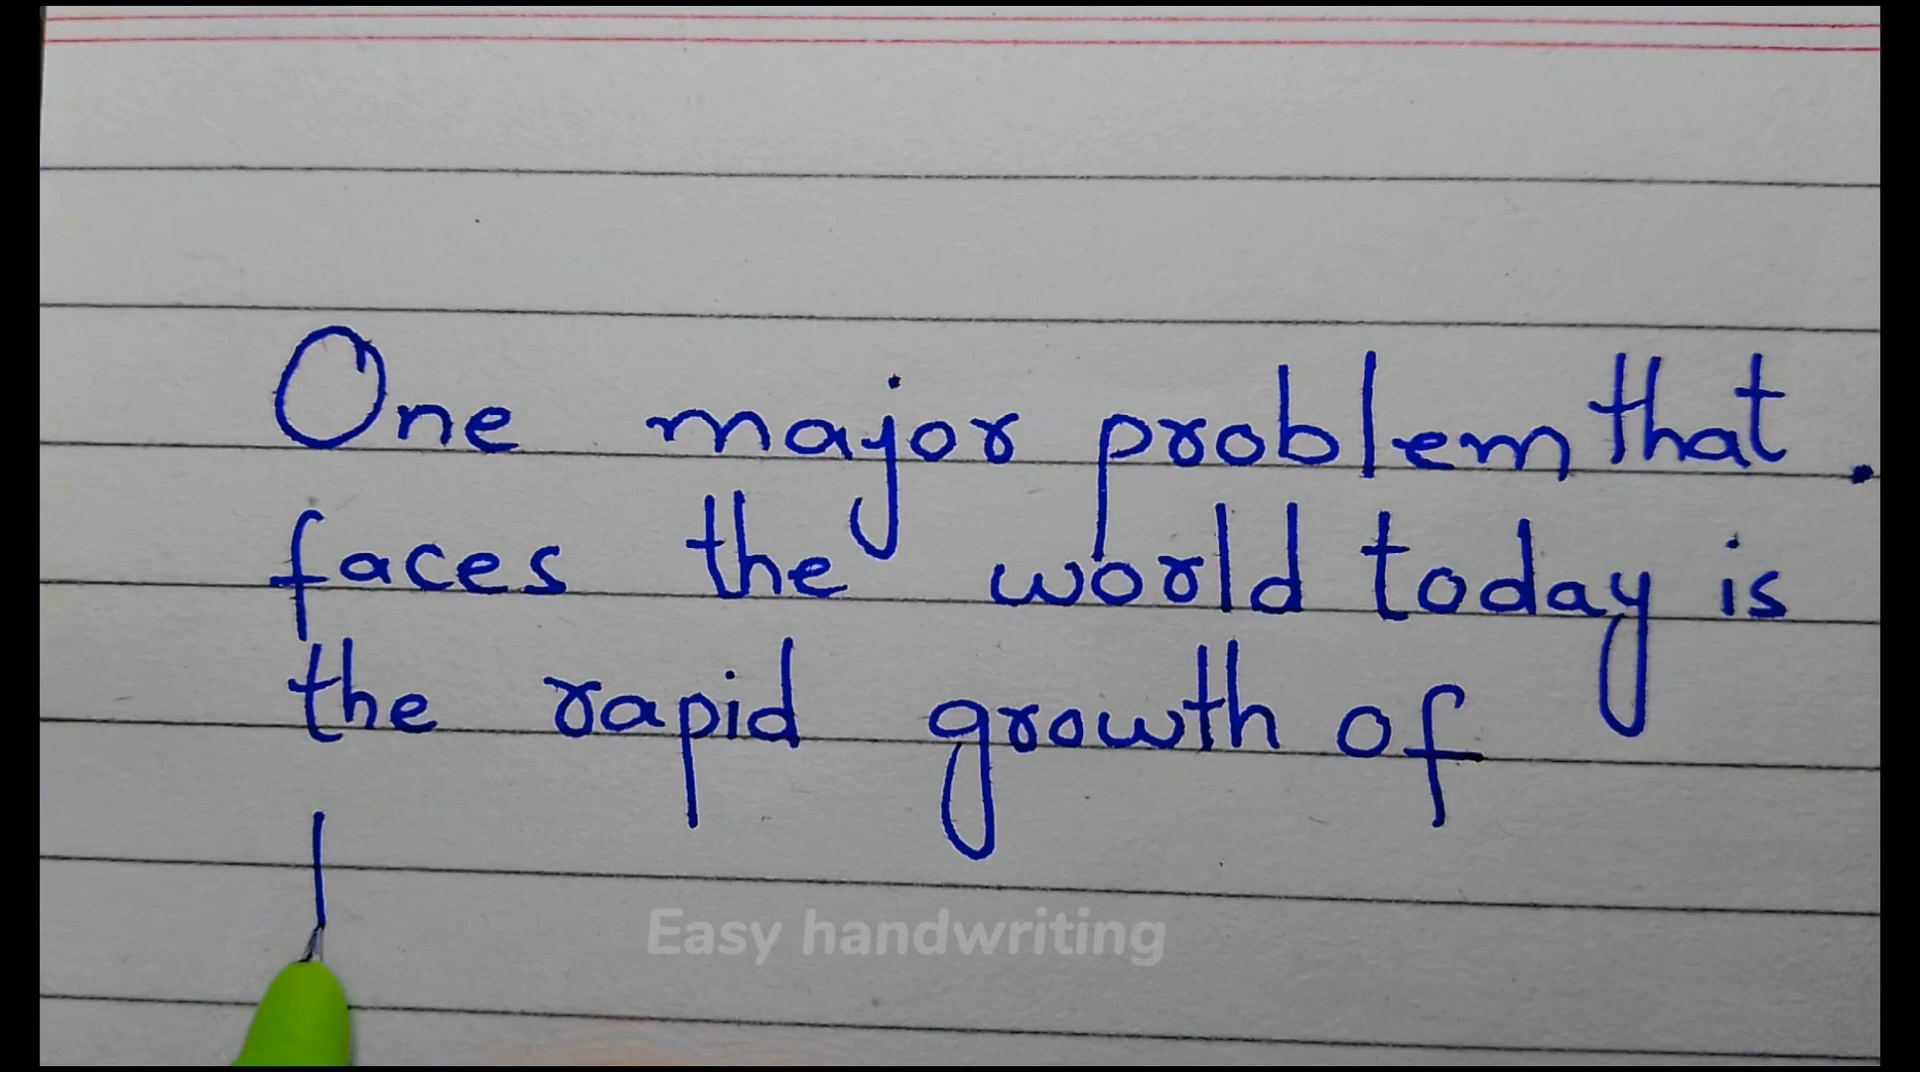 One major problem that .
faces the world today is
the rapid growth of
Easy handwriting